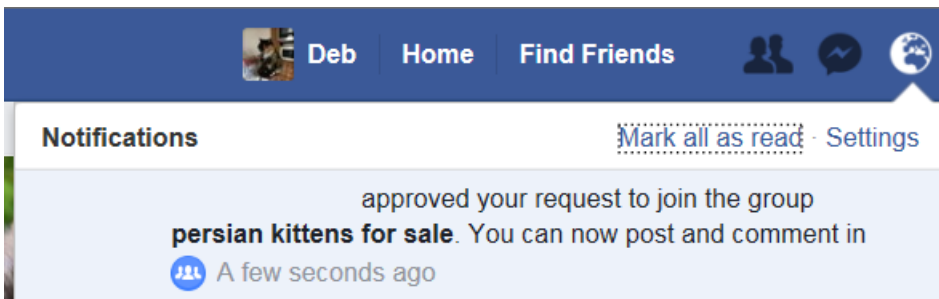 Deb Home Find Friends
Notifications Mark all as read · Settings
approved your request to join the group
persian kittens for sale. You can now post and comment in
A few seconds ago